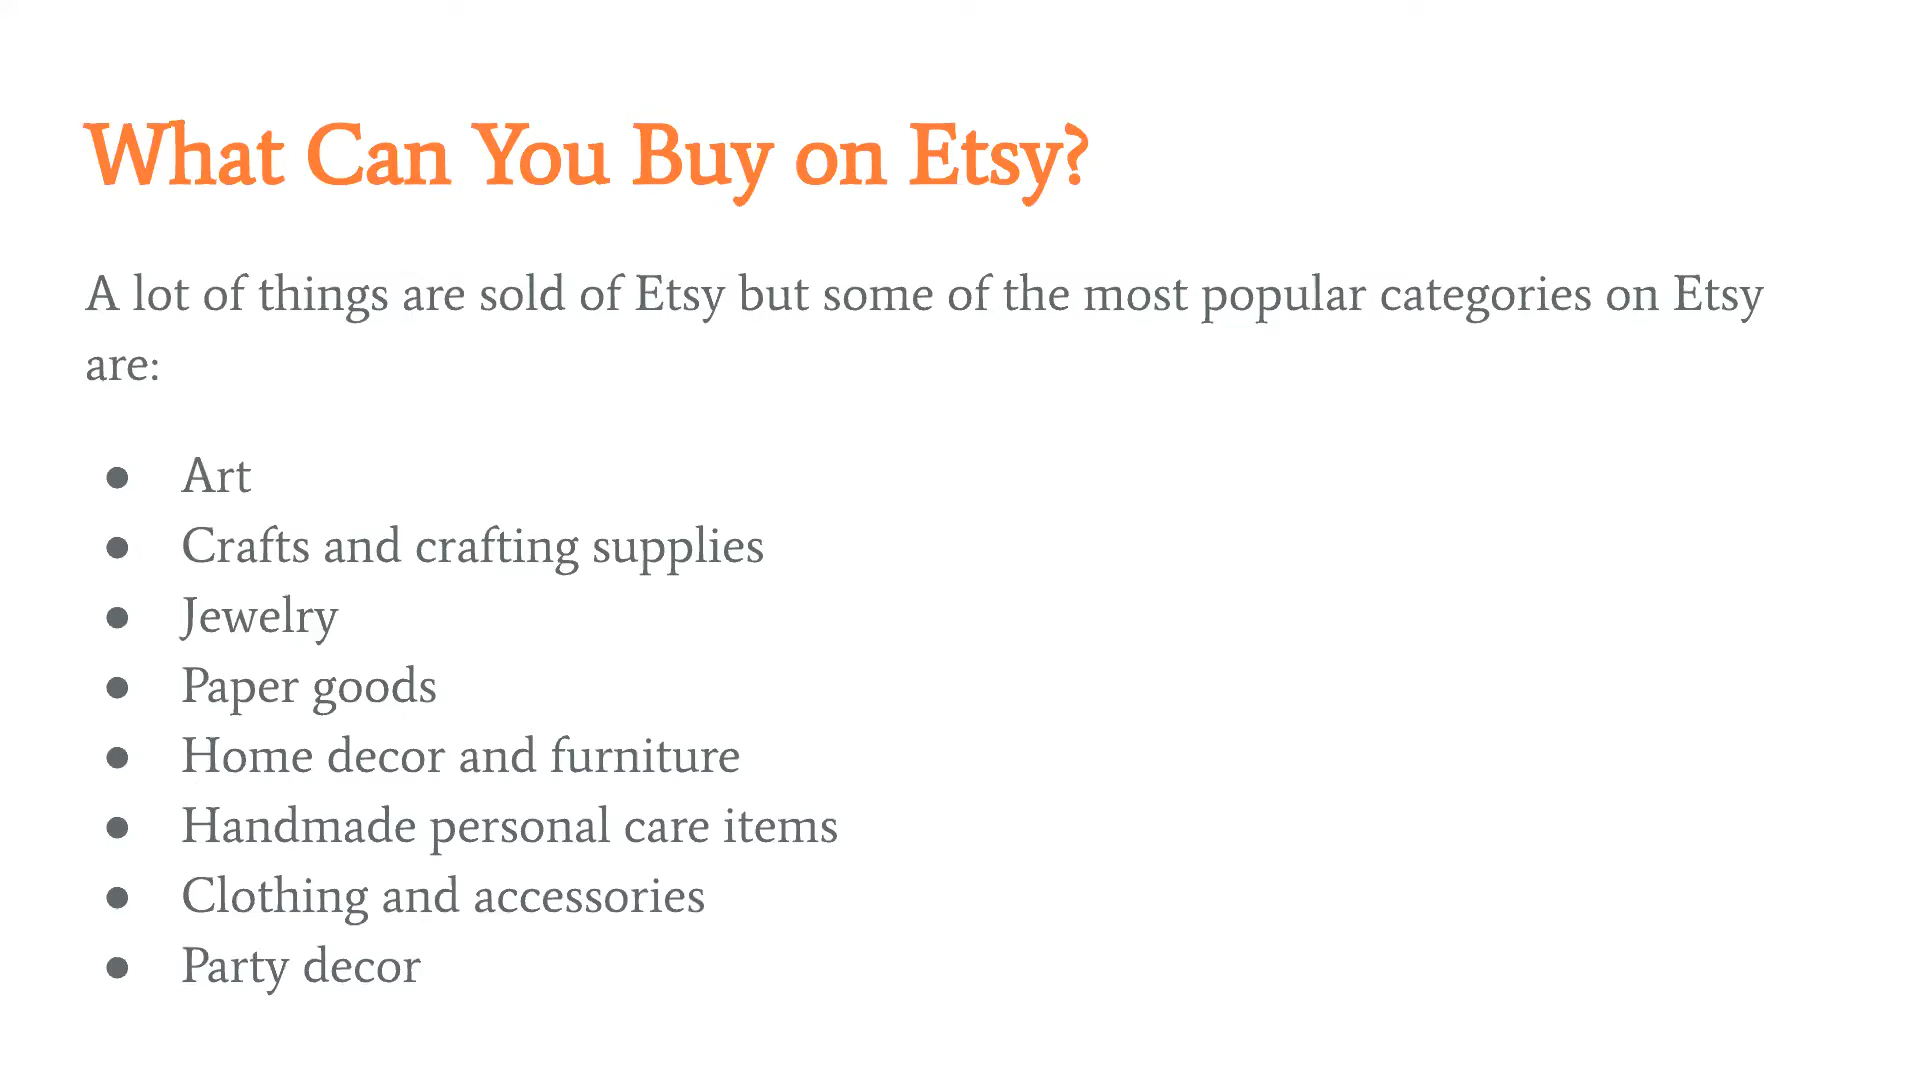 What Can You Buy on Etsy?
A lot of things are sold of Etsy but some of the most popular categories on Etsy
are:
● Art
● Crafts and crafting supplies
● Jewelry
● Paper goods
● Home decor and furniture
● Handmade personal care items
● Clothing and accessories
● Party decor